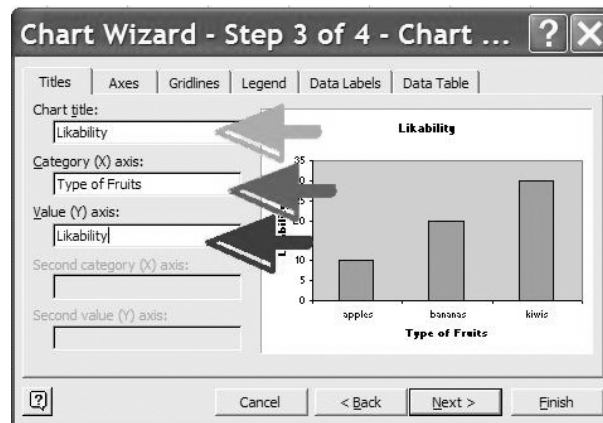 Chart Wizard - Step 3 of 4 - Chart ... ? X
Titles Axes Gridlines Legend Data Labels Data Table
Chart title:
Likability
Category (X) axis:
Type of Fruits
Value (Y) axis:
Likability
Second category (X) axis:
Second value (Y) axis:
Likability
35
30
20
Likability
10
5
0
apples bananas kiwis
Type of Fruits
? Cancel < Back Next > Finish